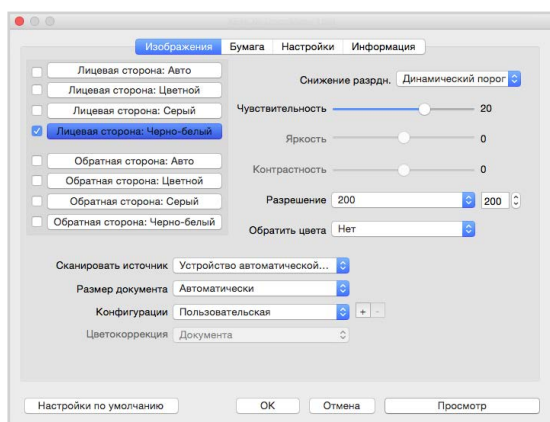 Изображения Бумага Настройки Информация
Лицевая сторона: Авто
Лицевая сторона: Цветной
Лицевая сторона: Серый
Лицевая сторона: Черно-белый
Обратная сторона: Авто
Обратная сторона: Цветной
Обратная сторона: Серый
Обратная сторона: Черно-белый
Снижение разрдн. Динамический порог
Чувствительность 20
Яркость 0
Контрастность 0
Разрешение 200 200
Обратить цвета Нет
Сканировать источник Устройство автоматической...
Размер документа Автоматически
Конфигурации Пользовательская + -
Цветокоррекция Документа
Настройки по умолчанию OK Отмена Просмотр